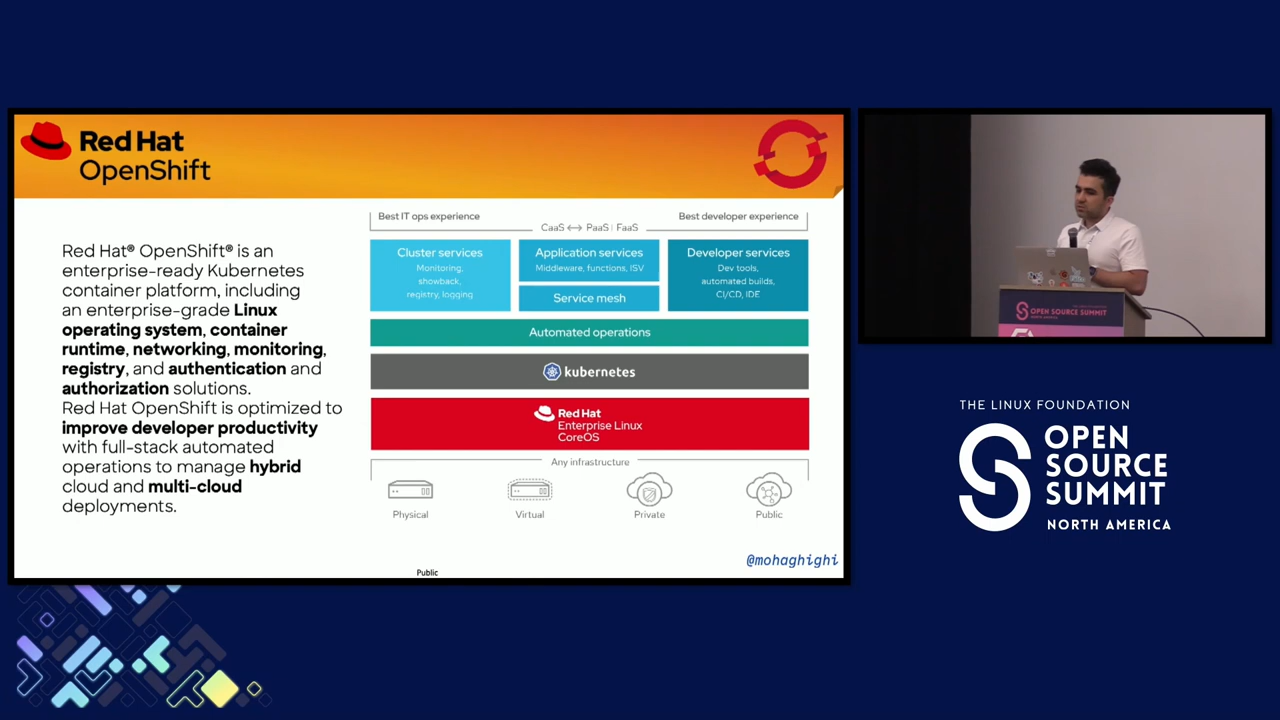 Red Hat
OpenShift
Red Hat® OpenShift® is an
enterprise-ready Kubernetes
container platform, including
an enterprise-grade Linux
operating system, container
runtime, networking, monitoring,
registry, and authentication and
authorization solutions.
Red Hat OpenShift is optimized to
improve developer productivity
with full-stack automated
operations to manage hybrid
cloud and multi-cloud
deployments.
Best IT ops experience
CaaS ⟷ PaaS | FaaS
Best developer experience
Cluster services
Monitoring,
showback,
registry, logging
Application services
Middleware, functions, ISV
Service mesh
Developer services
Dev tools,
automated builds,
CI/CD, IDE
Automated operations
kubernetes
Red Hat
Enterprise Linux
CoreOS
Any infrastructure
Physical
Virtual
Private
Public
@mohaghighi
Public
OPEN SOURCE SUMMIT
NORTH AMERICA
THE LINUX FOUNDATION
OPEN
SOURCE
SUMMIT
NORTH AMERICA